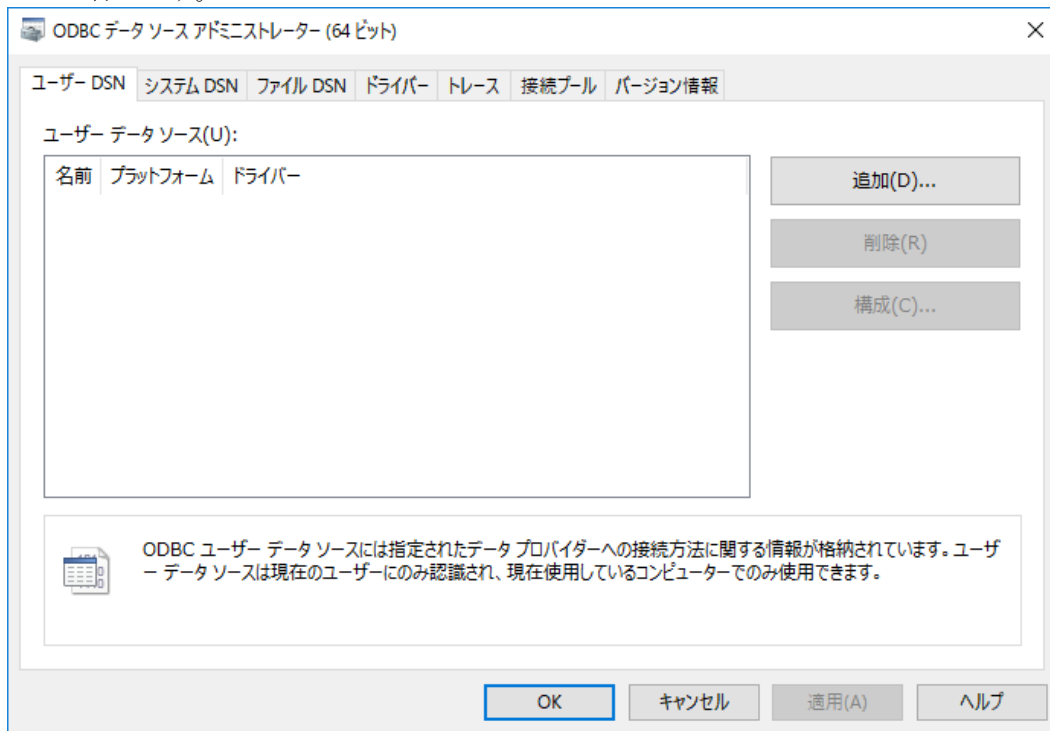 ODBC データ ソース アドミニストレーター (64 ビット)
ユーザー DSN システム DSN ファイル DSN ドライバー トレース 接続プール バージョン情報
ユーザー データ ソース(U):
名前 プラットフォーム ドライバー
追加(D)...
削除(R)
構成(C)...
ODBC ユーザー データ ソースには指定されたデータ プロバイダーへの接続方法に関する情報が格納されています。ユーザ
ー データ ソースは現在のユーザーにのみ認識され、現在使用しているコンピューターでのみ使用できます。
OK キャンセル 適用(A) ヘルプ